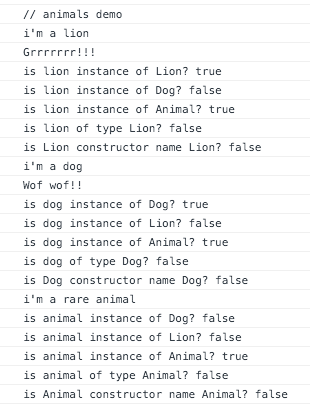 // animals demo
i'm a lion
Grrrrrrr!!!
is lion instance of Lion? true
is lion instance of Dog? false
is lion instance of Animal? true
is lion of type Lion? false
is Lion constructor name Lion? false
i'm a dog
Wof wof!!
is dog instance of Dog? true
is dog instance of Lion? false
is dog instance of Animal? true
is dog of type Dog? false
is Dog constructor name Dog? false
i'm a rare animal
is animal instance of Dog? false
is animal instance of Lion? false
is animal instance of Animal? true
is animal of type Animal? false
is Animal constructor name Animal? false